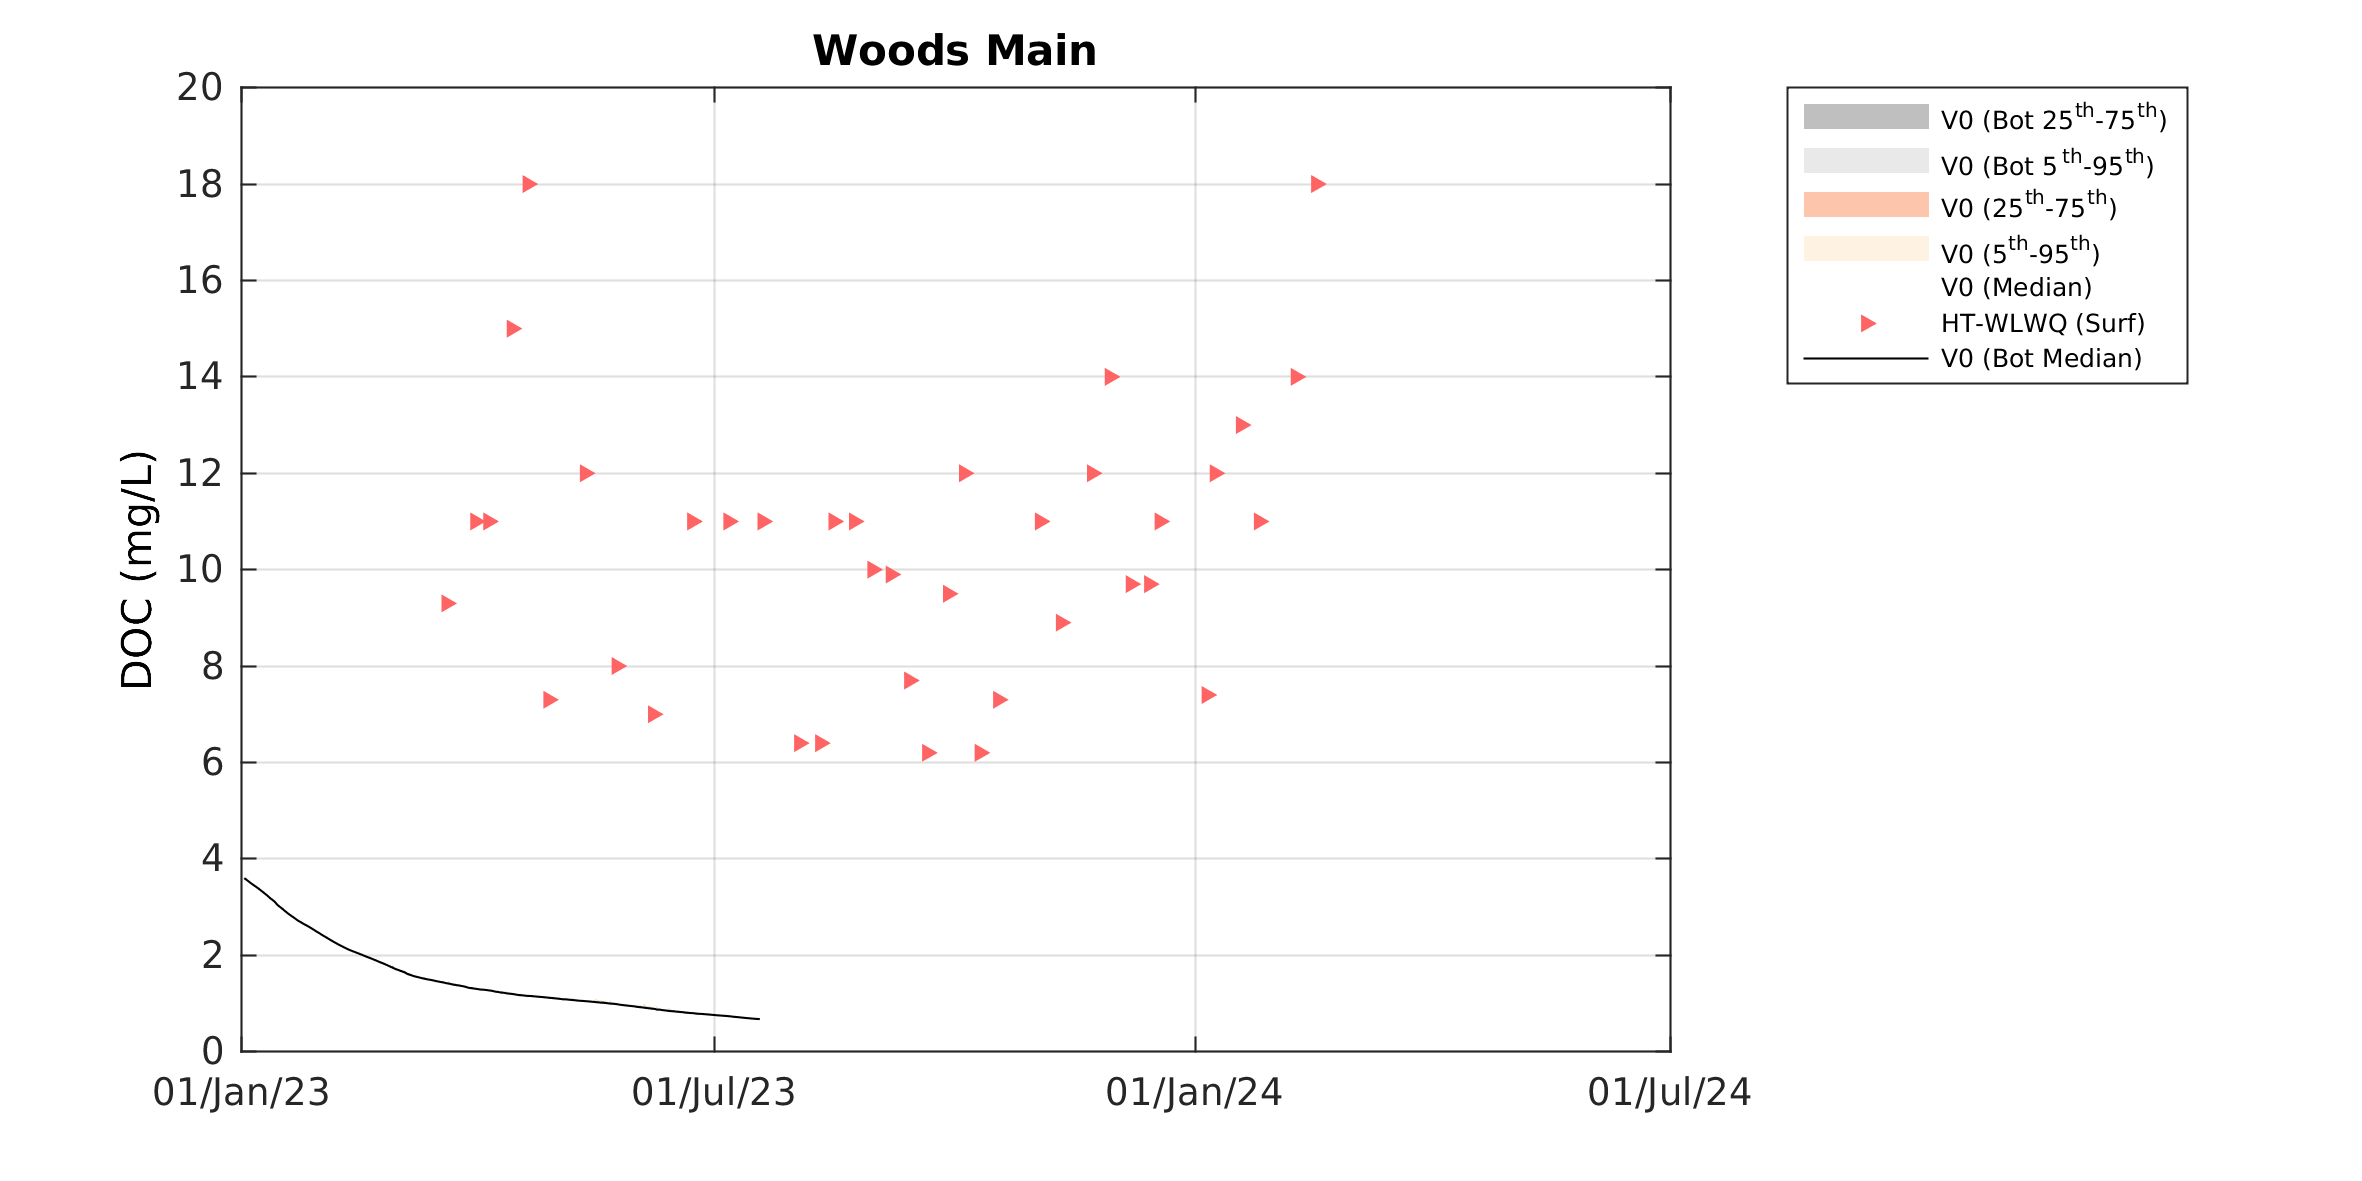 Woods Main
DOC (mg/L)
20
18
16
14
12
10
8
6
4
2
0
01/Jan/23
01/Jul/23
01/Jan/24
01/Jul/24
V0 (Bot 25th-75th)
V0 (Bot 5th-95th)
V0 (25th-75th)
V0 (5th-95th)
V0 (Median)
HT-WLWQ (Surf)
V0 (Bot Median)